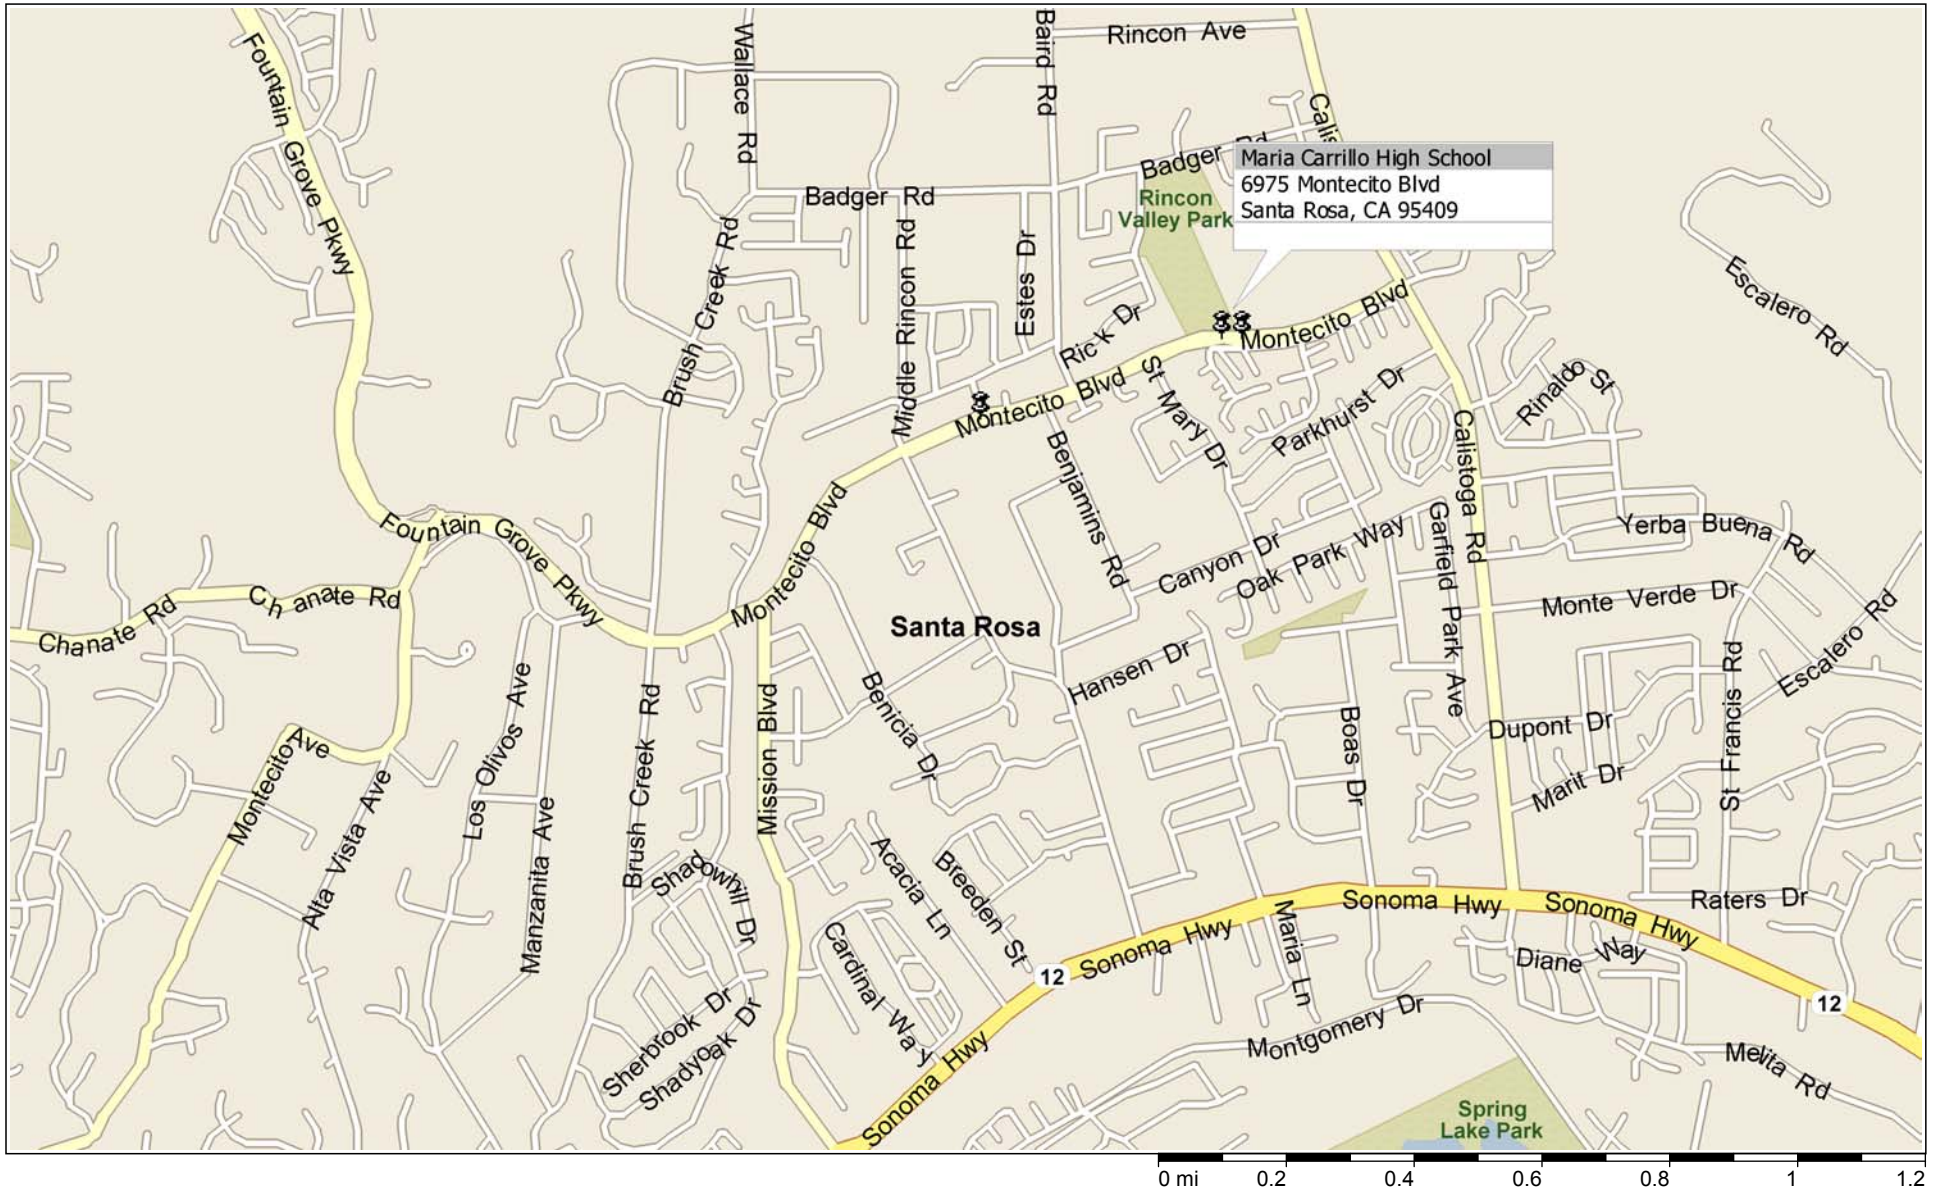 Fountain Grove Pkwy
Wallace Rd
Baird Rd
Rincon Ave
Calis
Badger Rd
Maria Carrillo High School
6975 Montecito Blvd
Santa Rosa, CA 95409
Badger Rd
Rincon
Valley Park
Brush Creek Rd
Middle Rincon Rd
Estes Dr
Rick Dr
Montecito Blvd
Escalero Rd
Montecito Blvd
St Mary Dr
Parkhurst Dr
Rinaldo St
Calistoga Rd
Benjamins Rd
Montecito Blvd
Fountain Grove Pkwy
Canyon Dr
Oak Park Way
Garfield Park Ave
Yerba Buena Rd
Chanate Rd
Chanate Rd
Montecito Blvd
Santa Rosa
Monte Verde Dr
Escalero Rd
Hansen Dr
Benicia Dr
Los Olivos Ave
Brush Creek Rd
Mission Blvd
Boas Dr
Dupont Dr
Marit Dr
St Francis Rd
Montecito Ave
Alta Vista Ave
Manzanita Ave
Shadowhill Dr
Acacia Ln
Breeden St
Cardinal Way
Sonoma Hwy
Sonoma Hwy
Raters Dr
Maria Ln
Sonoma Hwy
12
Diane Way
12
Sherbrook Dr
Shadyoak Dr
Sonoma Hwy
Montgomery Dr
Melita Rd
Spring
Lake Park
0 mi 0.2 0.4 0.6 0.8 1 1.2